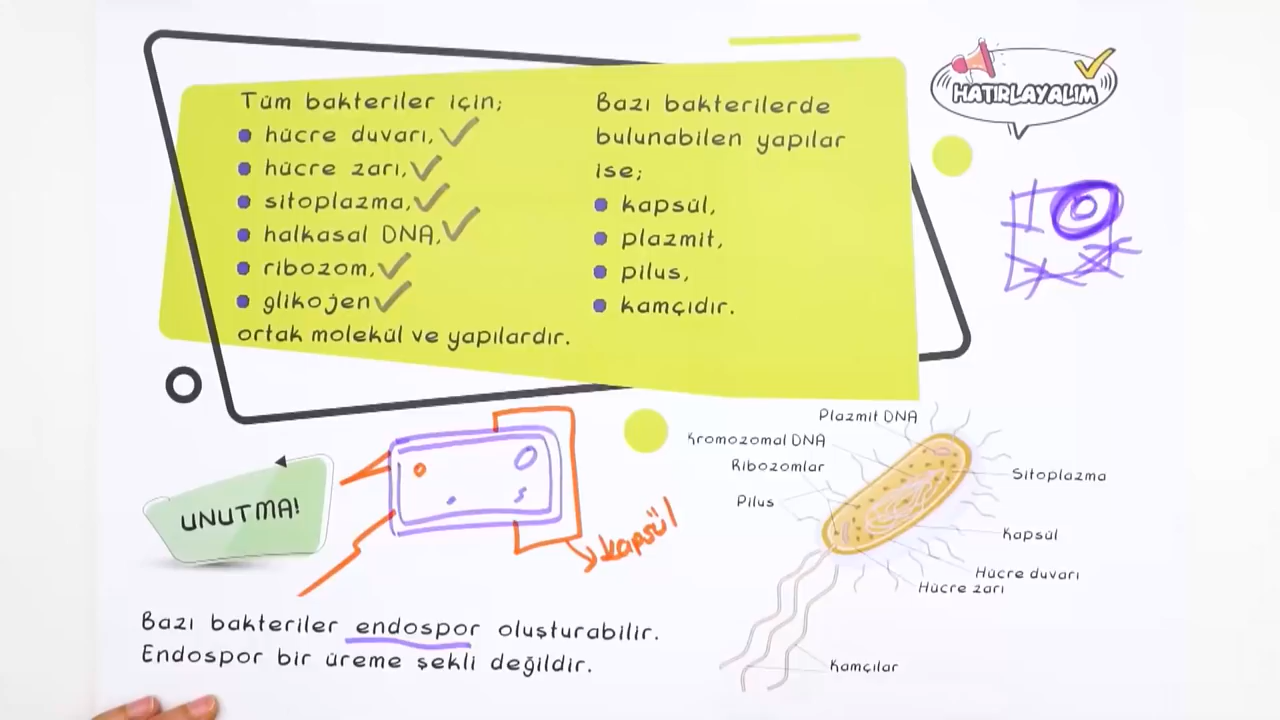 HATIRLAYALIM
Tüm bakteriler için;
hücre duvarı,
hücre zarı,
sitoplazma,
halkasal DNA,
ribozom,
glikojen
ortak molekül ve yapılardır.
Bazı bakterilerde
bulunabilen yapılar
ise;
kapsül,
plazmit,
pilus,
kamçıdır.
UNUTMA!
kapsül
Bazı bakteriler endospor oluşturabilir.
Endospor bir üreme şekli değildir.
Plazmit DNA
Kromozomal DNA
Ribozomlar
Pilus
Sitoplazma
Kapsül
Hücre duvarı
Hücre zarı
Kamçılar